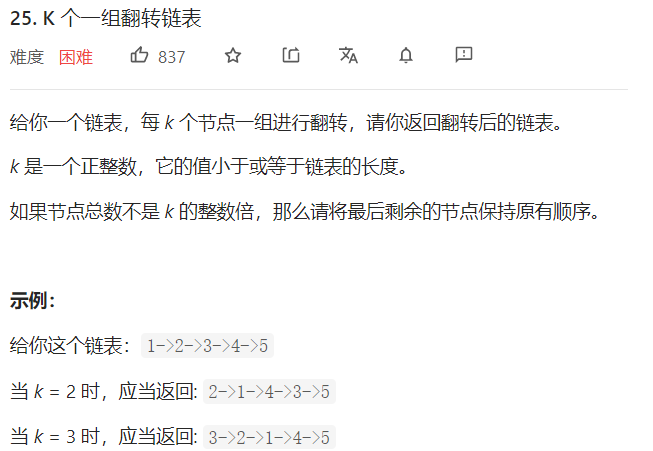 25. K 个一组翻转链表
难度 困难 837
给你一个链表，每 k 个节点一组进行翻转，请你返回翻转后的链表。
k 是一个正整数，它的值小于或等于链表的长度。
如果节点总数不是 k 的整数倍，那么请将最后剩余的节点保持原有顺序。
示例：
给你这个链表：1->2->3->4->5
当 k = 2 时，应当返回: 2->1->4->3->5
当 k = 3 时，应当返回: 3->2->1->4->5